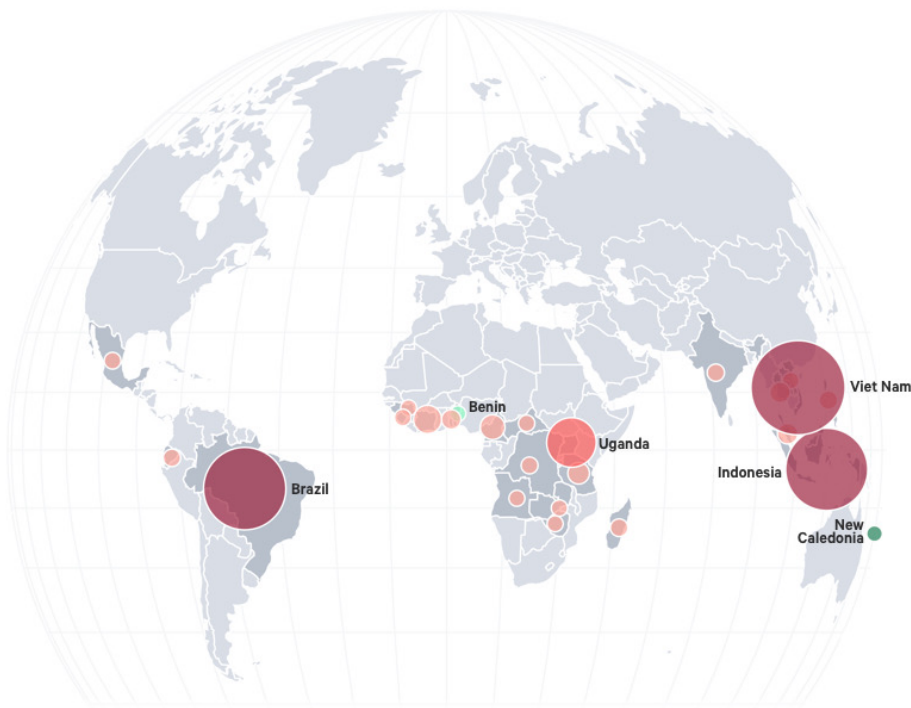 Viet Nam
Benin
Uganda
Indonesia
Brazil
New
Caledonia